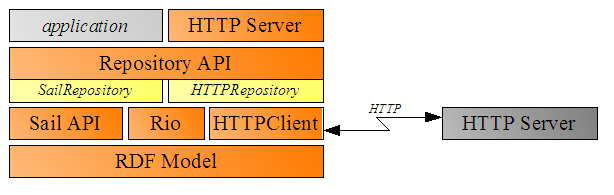 application HTTP Server
Repository API
SailRepository HTTPRepository
Sail API Rio HTTPClient HTTP HTTP Server
RDF Model